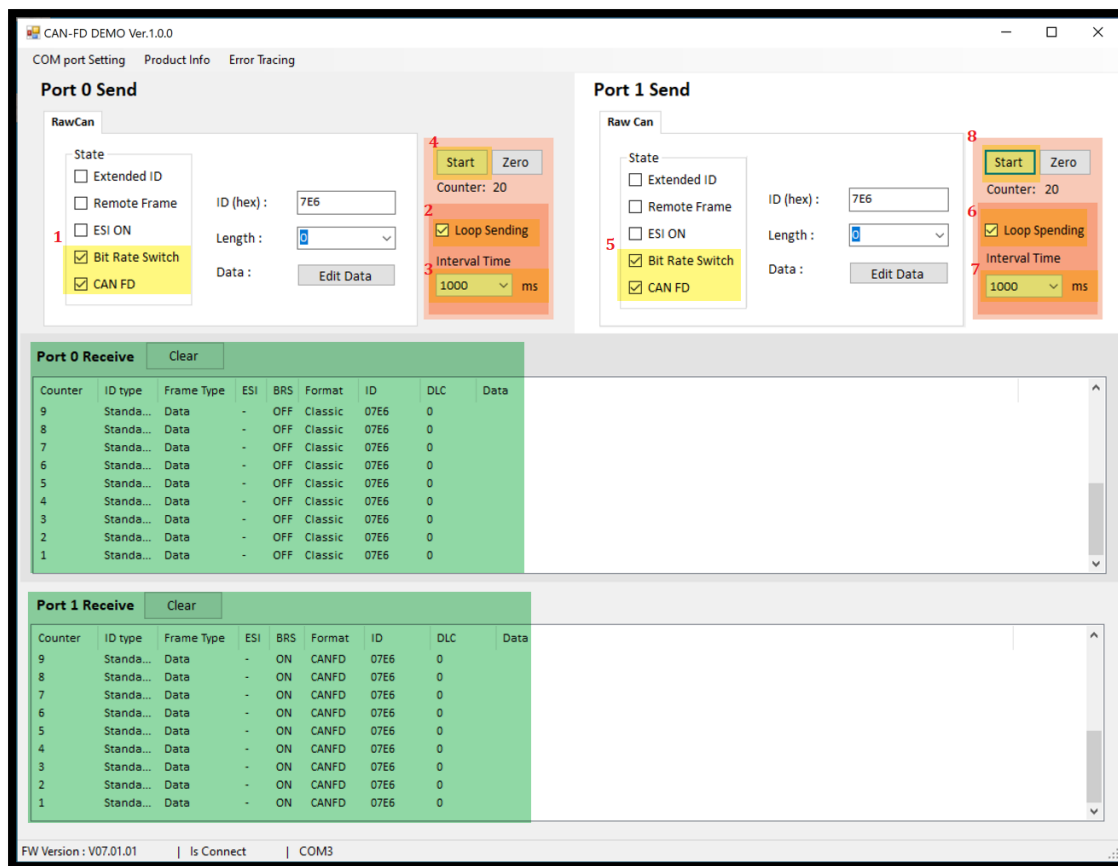 CAN-FD DEMO Ver.1.0.0
COM port Setting Product Info Error Tracing
Port 0 Send
RawCan
State
Extended ID
Remote Frame
1
ESI ON
Bit Rate Switch
CAN FD
ID (hex) : 7E6
Length : 0
Data : Edit Data
4
Start Zero
Counter: 20
2
Loop Sending
Interval Time
3
1000 ms
Port 1 Send
Raw Can
State
Extended ID
Remote Frame
ESI ON
5
Bit Rate Switch
CAN FD
ID (hex) : 7E6
Length : 0
Data : Edit Data
8
Start Zero
Counter: 20
6
Loop Spending
Interval Time
7
1000 ms
Port 0 Receive Clear
Counter ID type Frame Type ESI BRS Format ID DLC Data
9 Standa... Data - OFF Classic 07E6 0
8 Standa... Data - OFF Classic 07E6 0
7 Standa... Data - OFF Classic 07E6 0
6 Standa... Data - OFF Classic 07E6 0
5 Standa... Data - OFF Classic 07E6 0
4 Standa... Data - OFF Classic 07E6 0
3 Standa... Data - OFF Classic 07E6 0
2 Standa... Data - OFF Classic 07E6 0
1 Standa... Data - OFF Classic 07E6 0
Port 1 Receive Clear
Counter ID type Frame Type ESI BRS Format ID DLC Data
9 Standa... Data - ON CANFD 07E6 0
8 Standa... Data - ON CANFD 07E6 0
7 Standa... Data - ON CANFD 07E6 0
6 Standa... Data - ON CANFD 07E6 0
5 Standa... Data - ON CANFD 07E6 0
4 Standa... Data - ON CANFD 07E6 0
3 Standa... Data - ON CANFD 07E6 0
2 Standa... Data - ON CANFD 07E6 0
1 Standa... Data - ON CANFD 07E6 0
FW Version : V07.01.01 | Is Connect | COM3